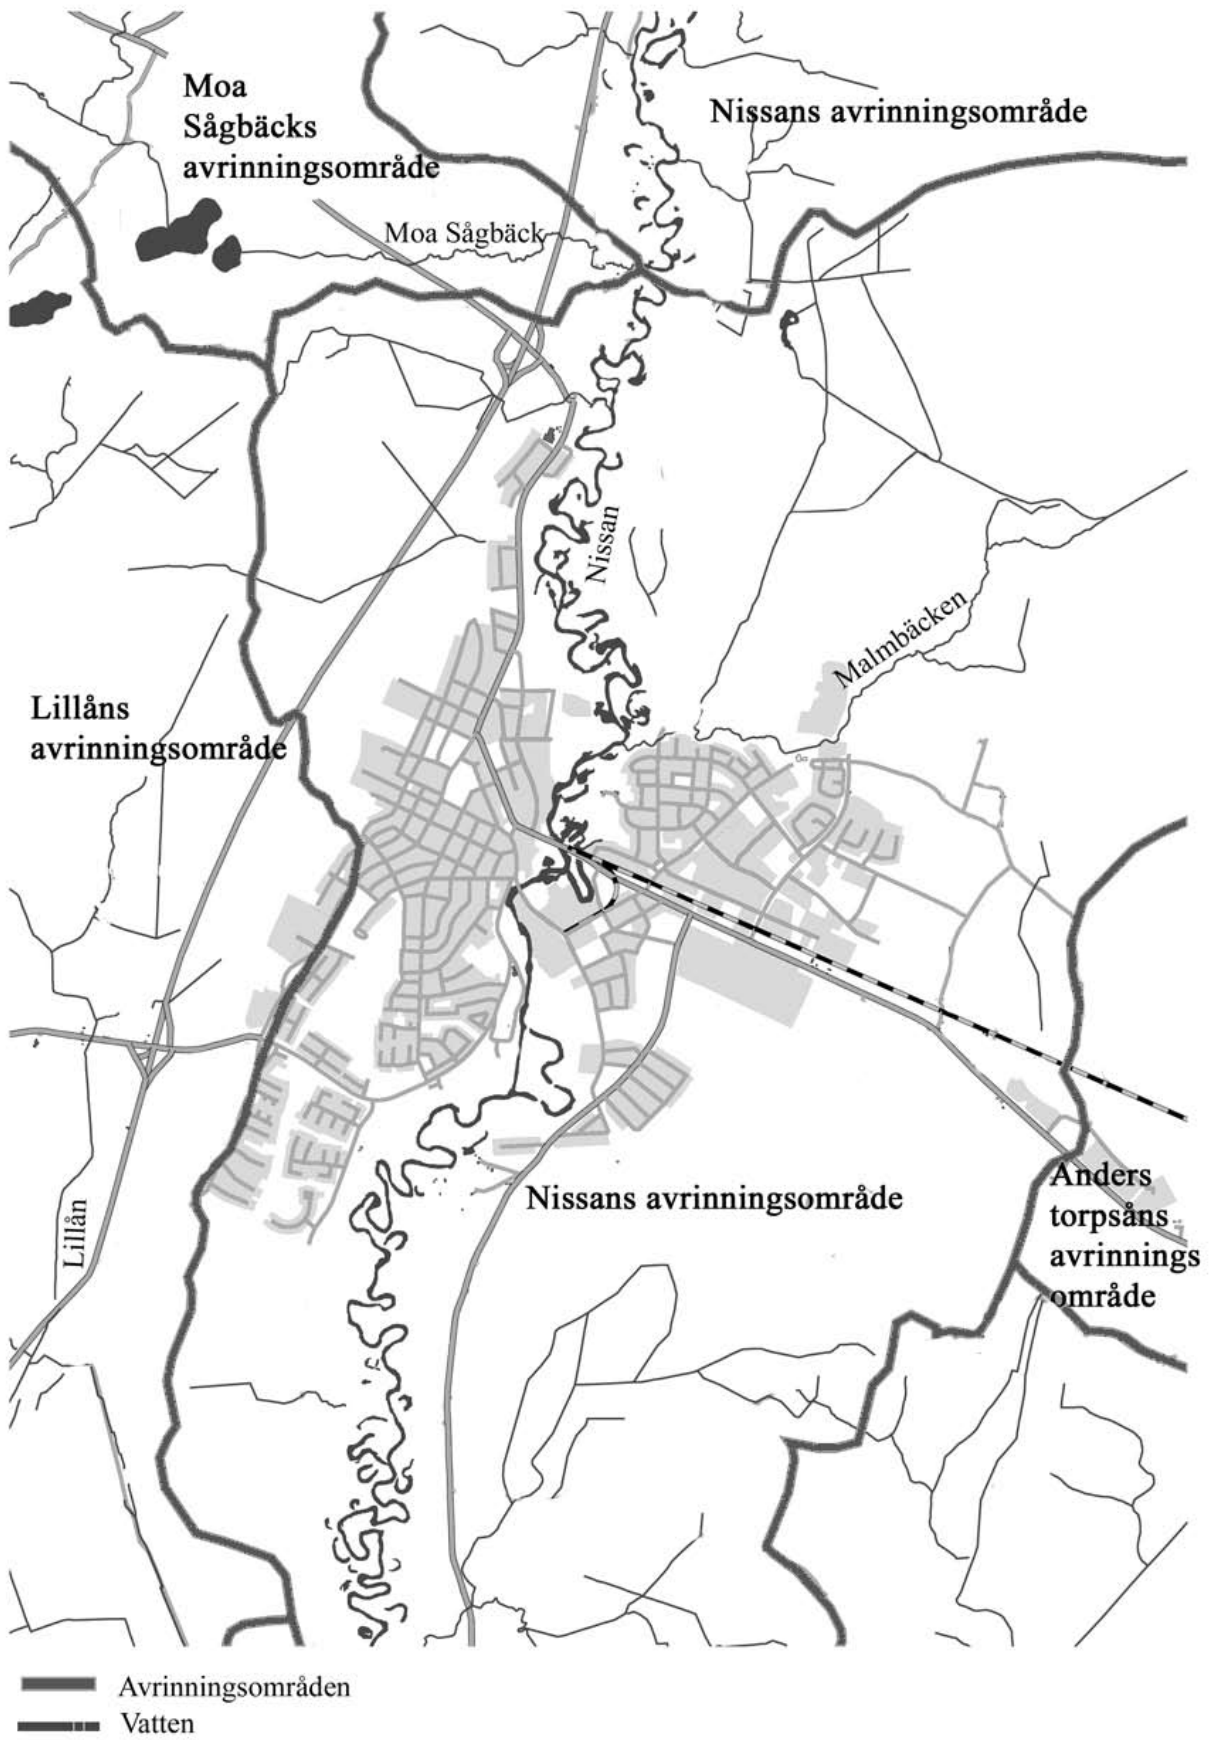 Moa
Sågbäcks
avrinningsområde
Nissans avrinningsområde
Moa Sågbäck
Nissan
Malmbäcken
Lillåns
avrinningsområde
Lillån
Nissans avrinningsområde
Anders
torpsåns
avrinnings
område
Avrinningsområden
Vatten